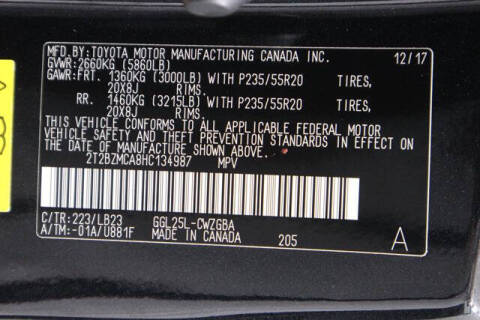 MFD.BY:TOYOTA MOTOR MANUFACTURING CANADA INC. 12/17
GVWR:2660KG (5860LB)
GAWR:FRT. 1360KG (3000LB) WITH P235/55R20 TIRES,
20X8J RIMS.
RR. 1460KG (3215LB) WITH P235/55R20 TIRES,
20X8J RIMS.
THIS VEHICLE CONFORMS TO ALL APPLICABLE FEDERAL MOTOR
VEHICLE SAFETY AND THEFT PREVENTION STANDARDS IN EFFECT ON THE
DATE OF MANUFACTURE SHOWN ABOVE.
2T2BZMCA8HC134987 MPV
C/TR:223/LB23 GGL25L-CWZGBA
A/TM:-01A/U881F MADE IN CANADA 205 A